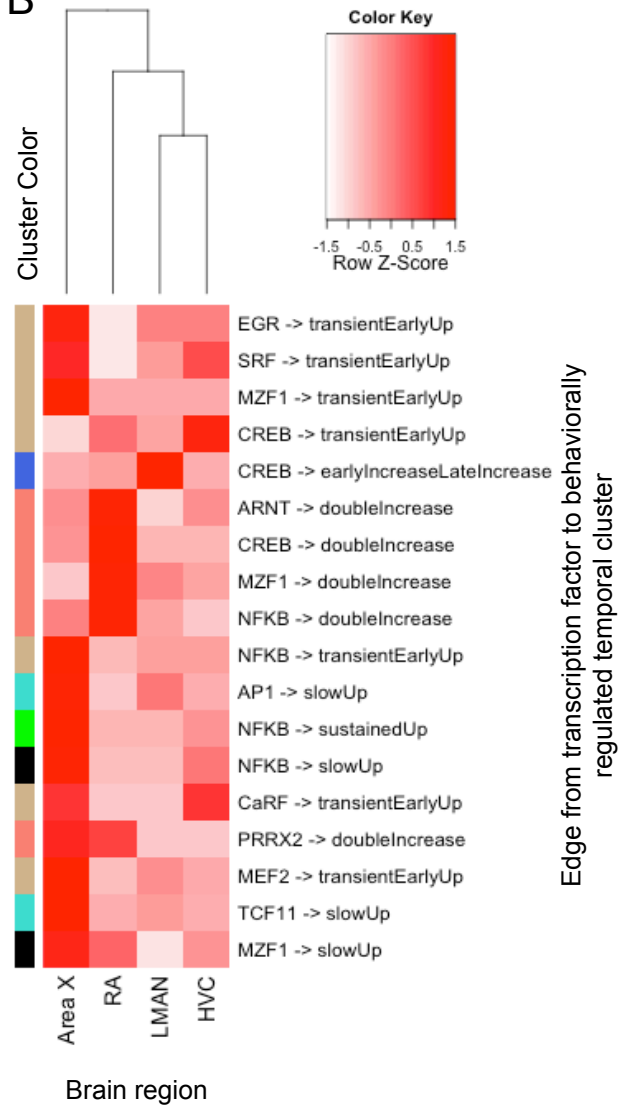 B
Color Key
-1.5 -0.5 0.5 1.5
Row Z-Score
Cluster Color
EGR -> transientEarlyUp
SRF -> transientEarlyUp
MZF1 -> transientEarlyUp
CREB -> transientEarlyUp
CREB -> earlyIncreaseLateIncrease
ARNT -> doubleIncrease
CREB -> doubleIncrease
MZF1 -> doubleIncrease
NFKB -> doubleIncrease
NFKB -> transientEarlyUp
AP1 -> slowUp
NFKB -> sustainedUp
NFKB -> slowUp
CaRF -> transientEarlyUp
PRRX2 -> doubleIncrease
MEF2 -> transientEarlyUp
TCF11 -> slowUp
MZF1 -> slowUp
Edge from transcription factor to behaviorally
regulated temporal cluster
Area X
RA
LMAN
HVC
Brain region